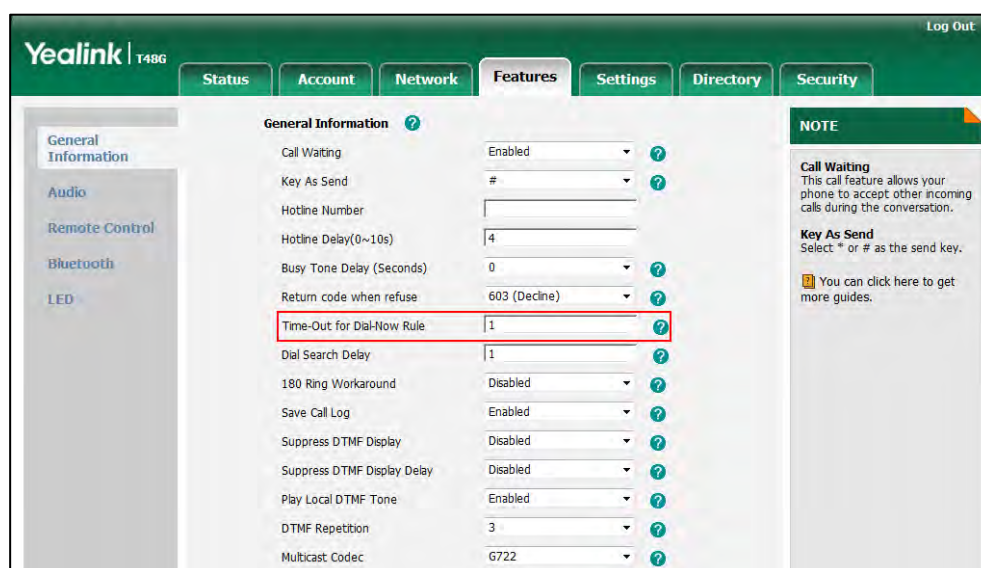 Log Out
Yealink | T48G
Status Account Network Features Settings Directory Security
General Information
Audio
Remote Control
Bluetooth
LED
General Information
Call Waiting Enabled
Key As Send #
Hotline Number
Hotline Delay(0~10s) 4
Busy Tone Delay (Seconds) 0
Return code when refuse 603 (Decline)
Time-Out for Dial-Now Rule 1
Dial Search Delay 1
180 Ring Workaround Disabled
Save Call Log Enabled
Suppress DTMF Display Disabled
Suppress DTMF Display Delay Disabled
Play Local DTMF Tone Enabled
DTMF Repetition 3
Multicast Codec G722
NOTE
Call Waiting
This call feature allows your
phone to accept other incoming
calls during the conversation.
Key As Send
Select * or # as the send key.
You can click here to get
more guides.